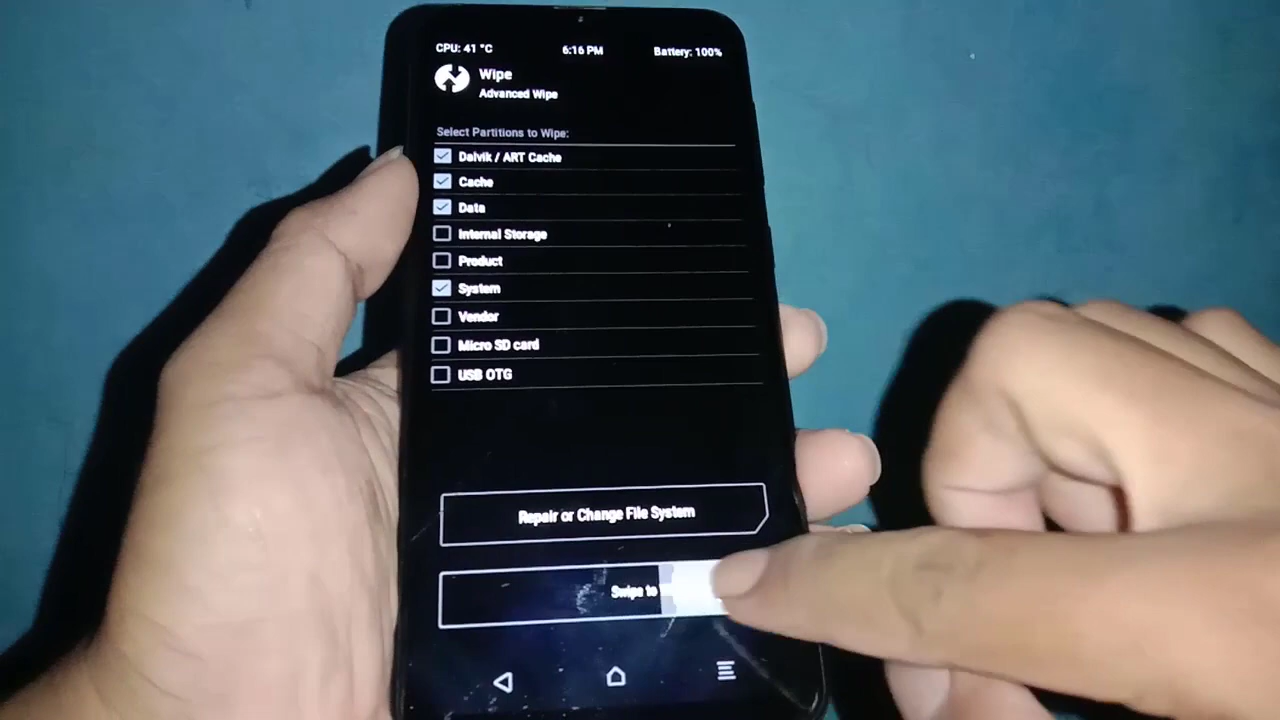 CPU: 41 °C 6:16 PM Battery: 100%
Wipe
Advanced Wipe
Select Partitions to Wipe:
Dalvik / ART Cache
Cache
Data
Internal Storage
Product
System
Vendor
Micro SD card
USB OTG
Repair or Change File System
Swipe to